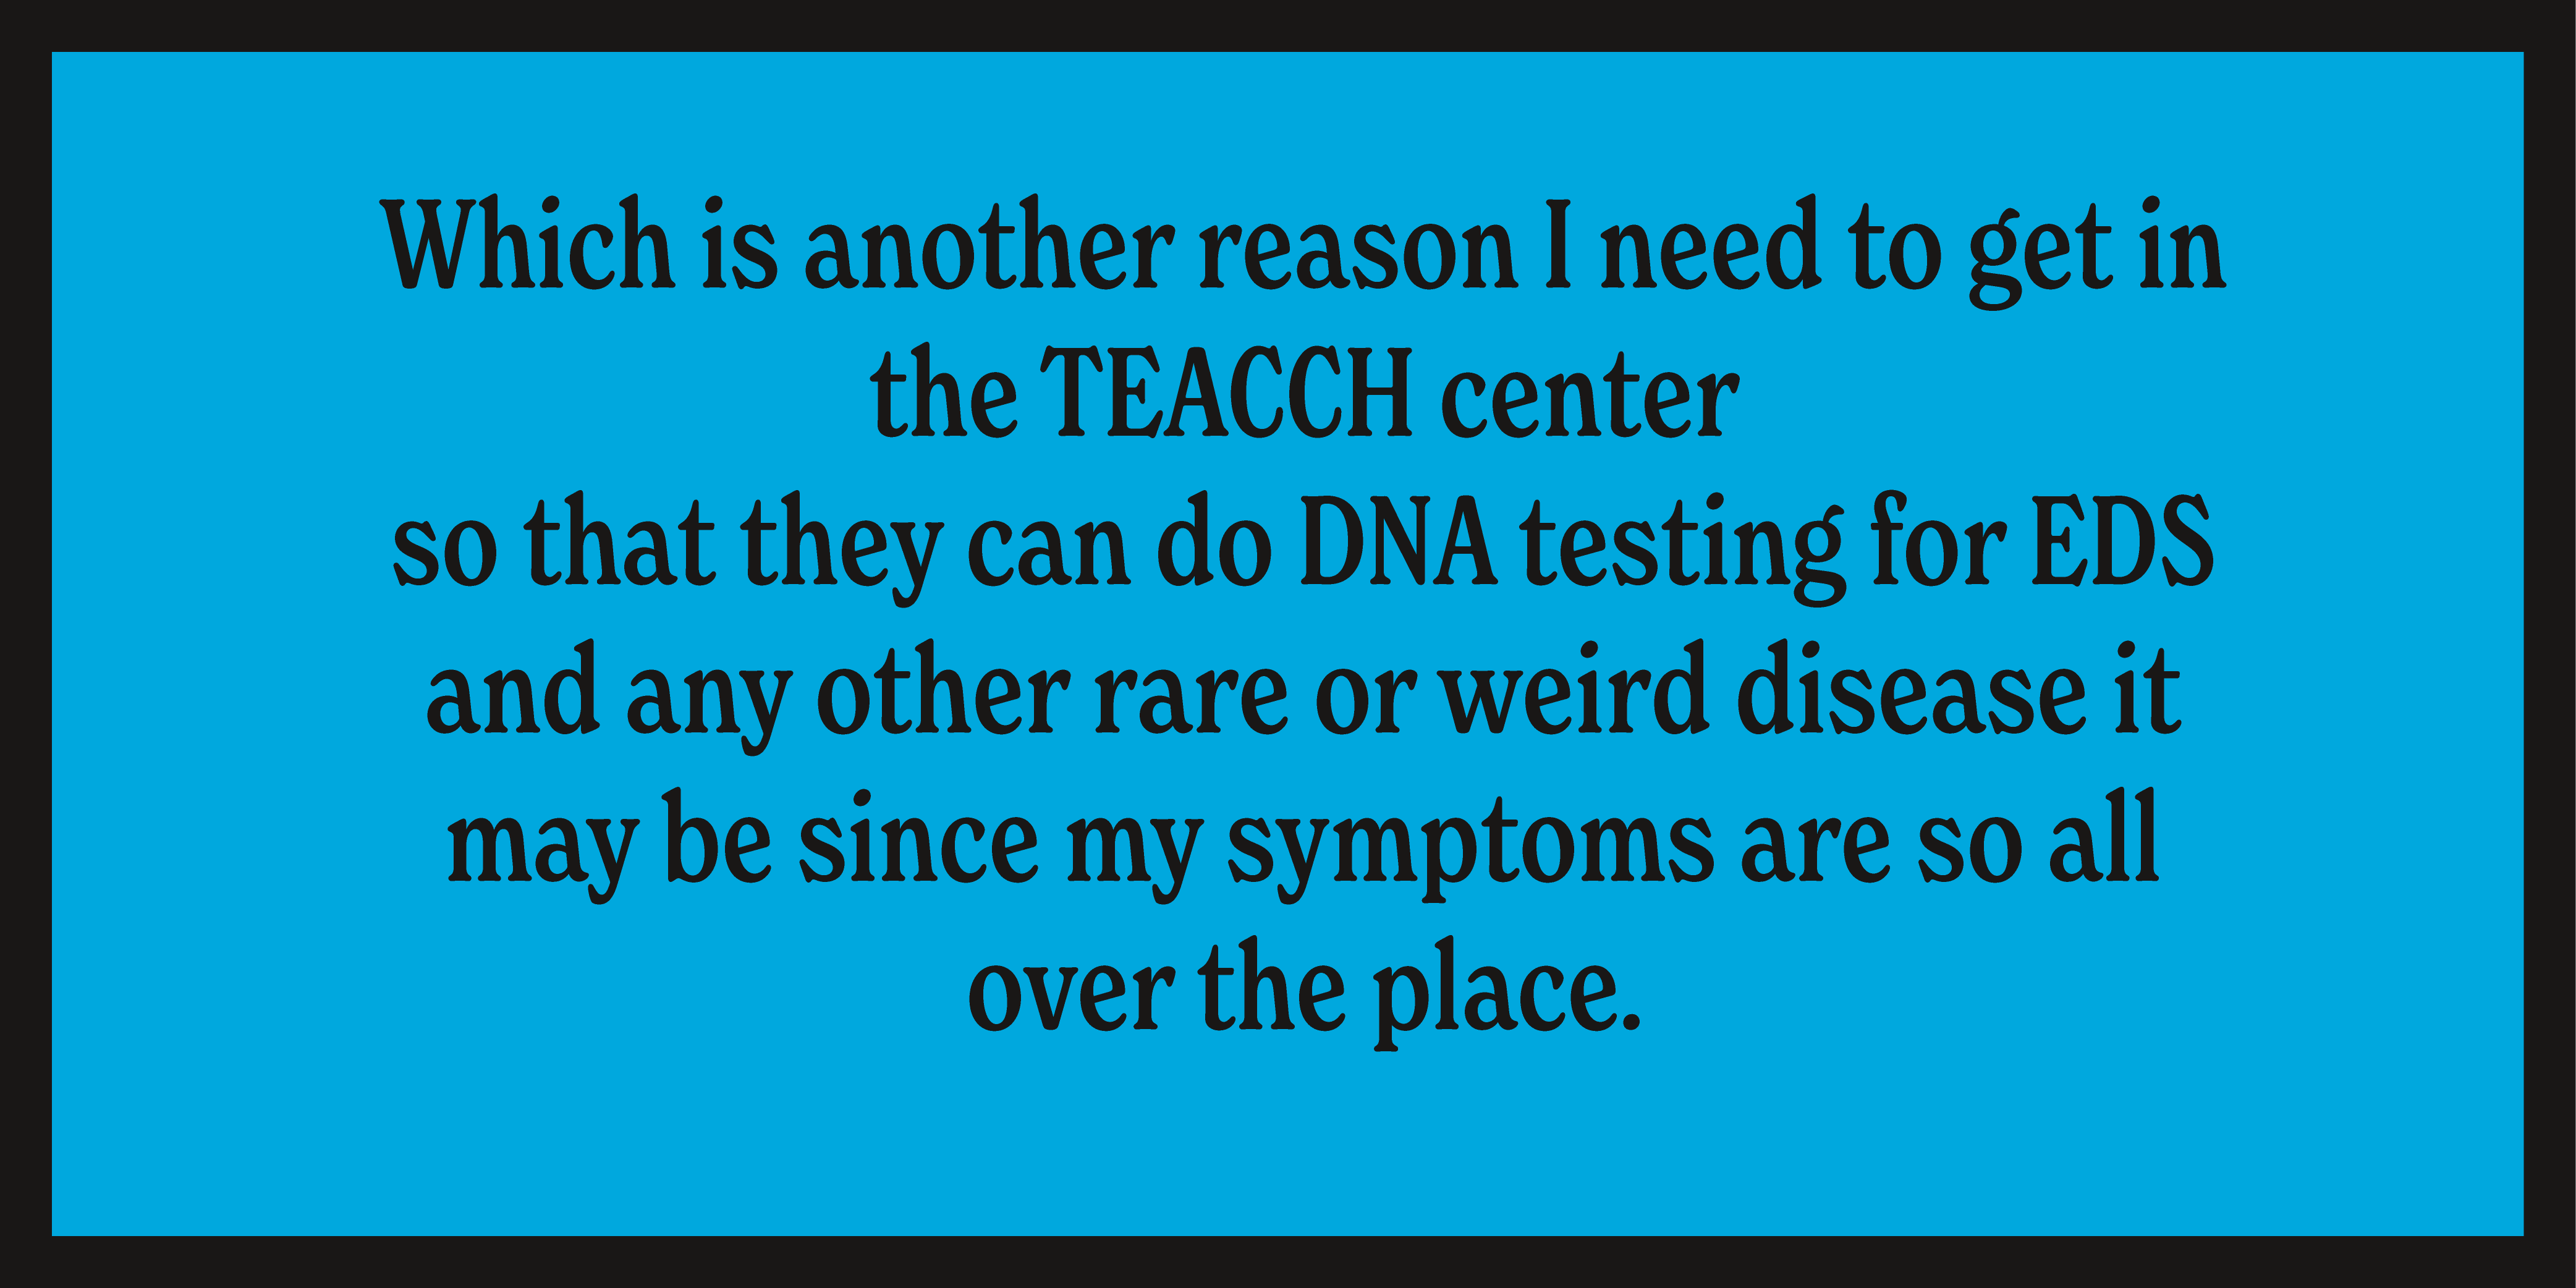 Which is another reason I need to get in
the TEACCH center
so that they can do DNA testing for EDS
and any other rare or weird disease it
may be since my symptoms are so all
over the place.